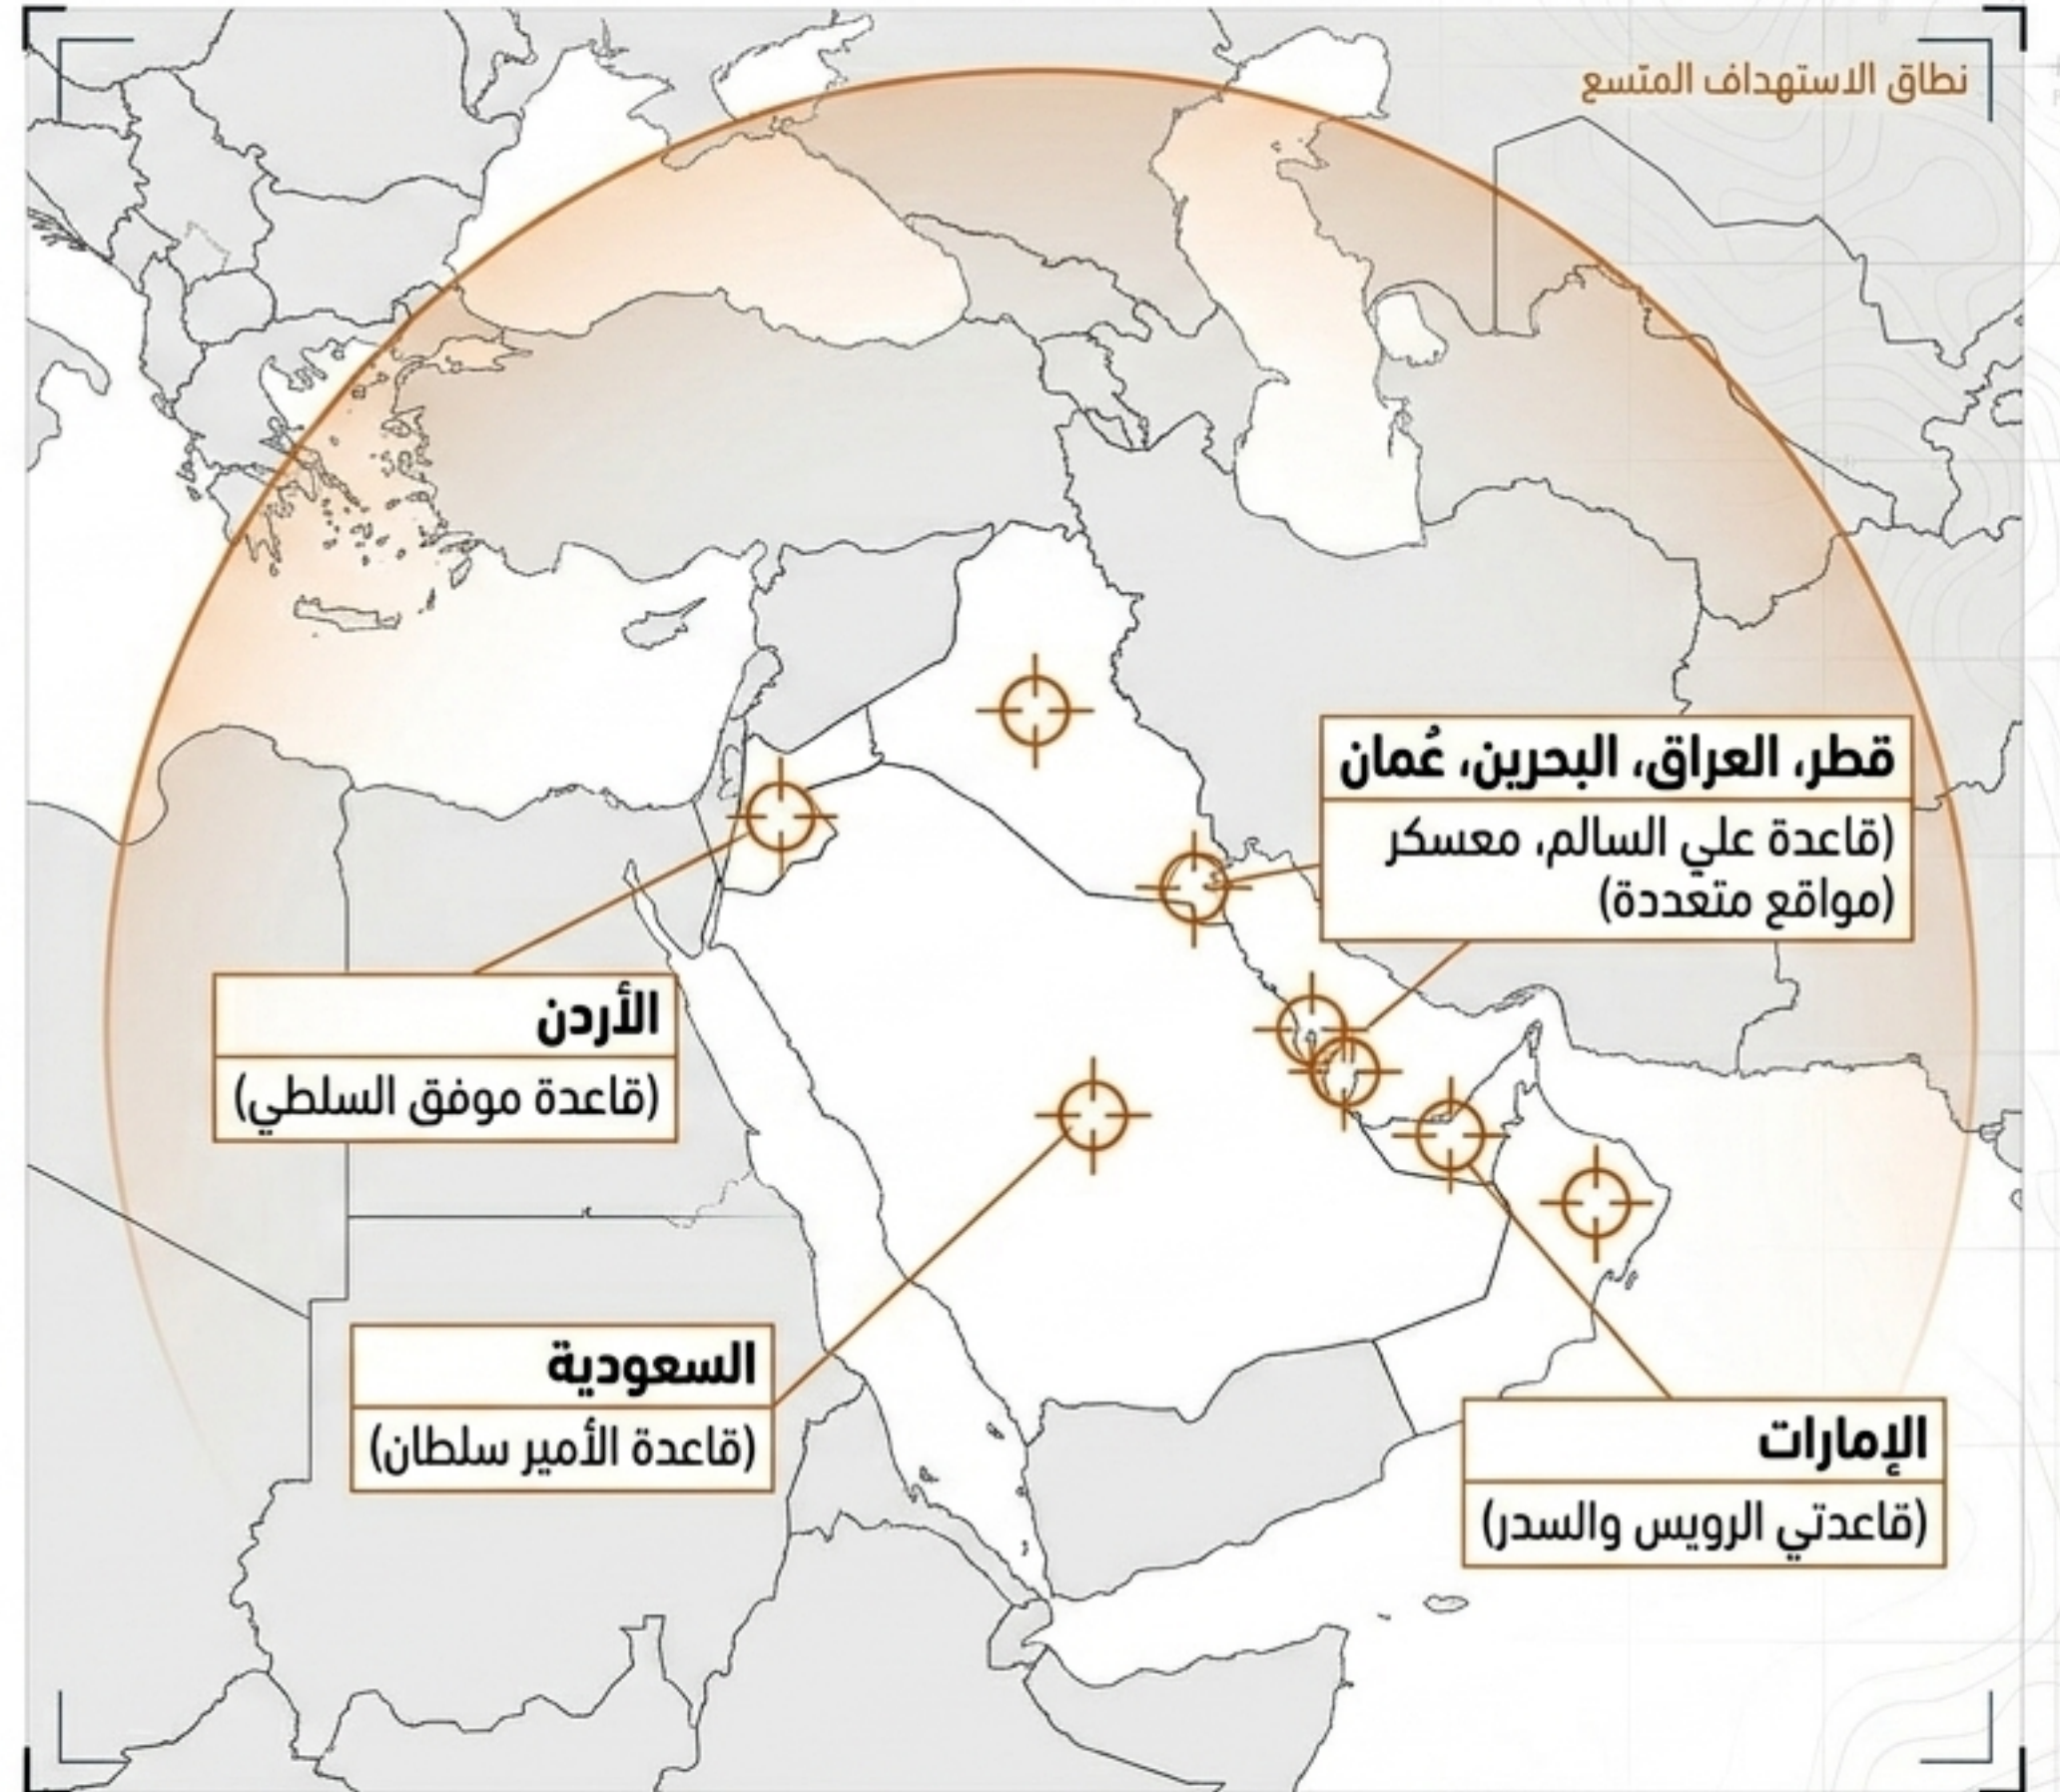 نطاق الاستهداف المتسع
قطر، العراق، البحرين، عُمان
(قاعدة علي السالم، معسكر
(مواقع متعددة)
الأردن
(قاعدة موفق السلطي)
السعودية
(قاعدة الأمير سلطان)
الإمارات
(قاعدتي الرويس والسدر)